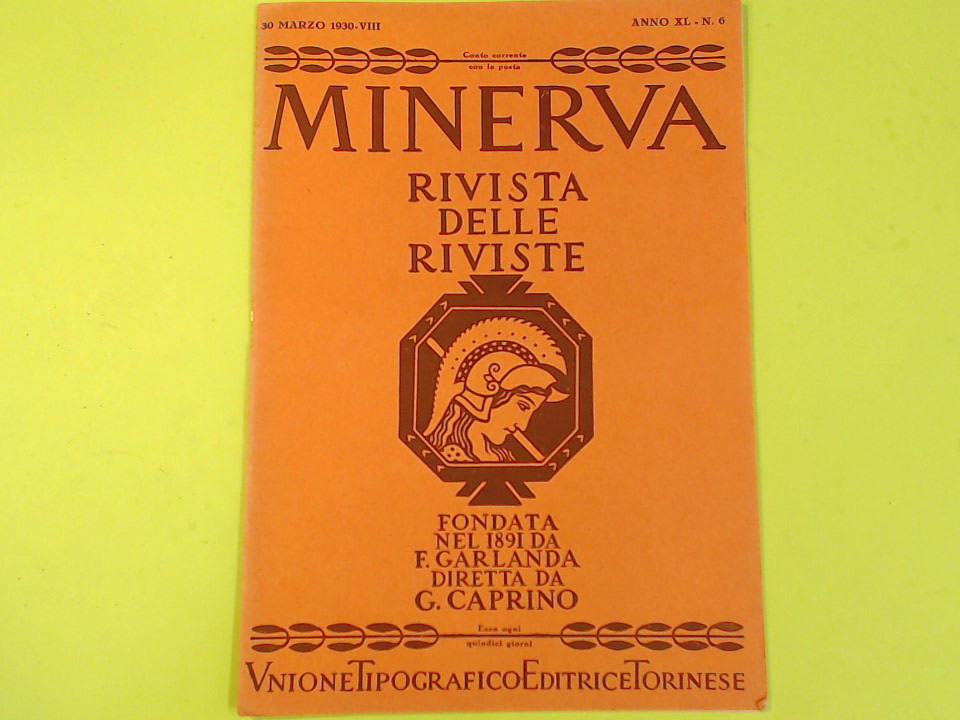 30 MARZO 1930-VIII
ANNO XL - N. 6
Conto corrente
con la posta
MINERVA
RIVISTA
DELLE
RIVISTE
FONDATA
NEL 1891 DA
F. GARLANDA
DIRETTA DA
G. CAPRINO
Esce ogni
quindici giorni
VNIONE TIPOGRAFICO EDITRICE TORINESE